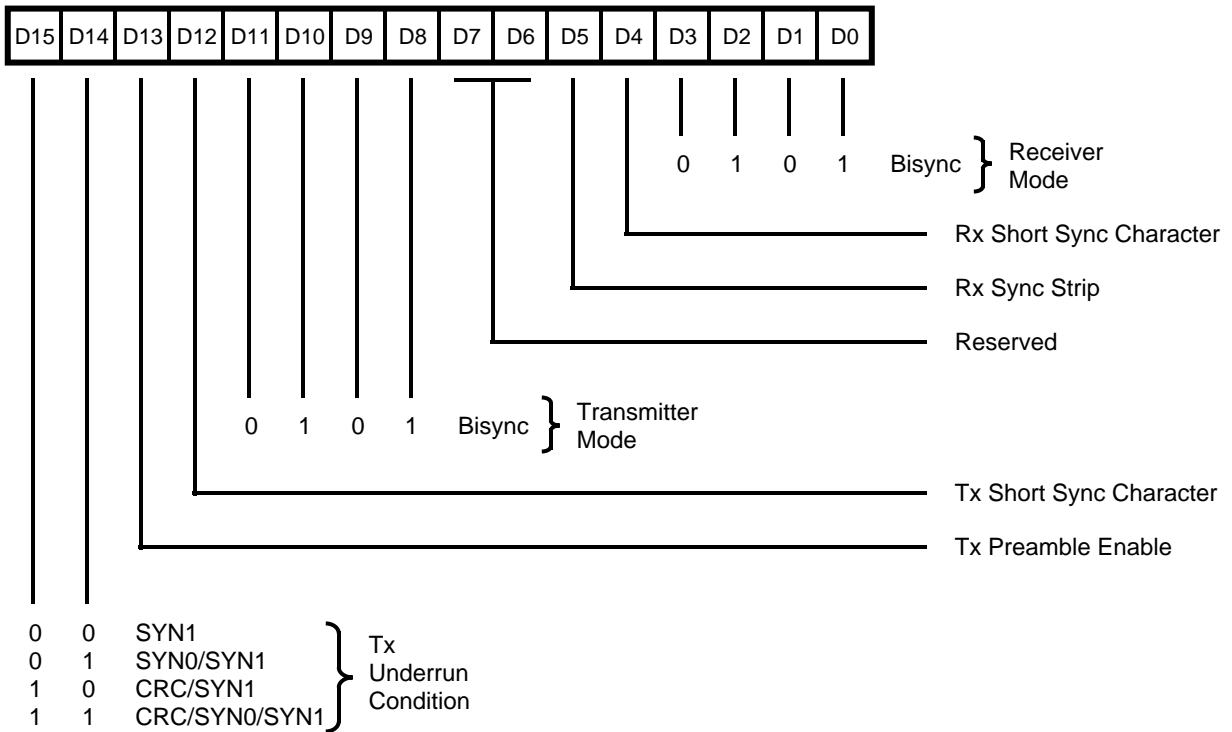 D15 D14 D13 D12 D11 D10 D9 D8 D7 D6 D5 D4 D3 D2 D1 D0
0 1 0 1 Bisync
Receiver
Mode
Rx Short Sync Character
Rx Sync Strip
Reserved
0 1 0 1 Bisync
Transmitter
Mode
Tx Short Sync Character
Tx Preamble Enable
0 0 SYN1
0 1 SYN0/SYN1
1 0 CRC/SYN1
1 1 CRC/SYN0/SYN1
Tx
Underrun
Condition